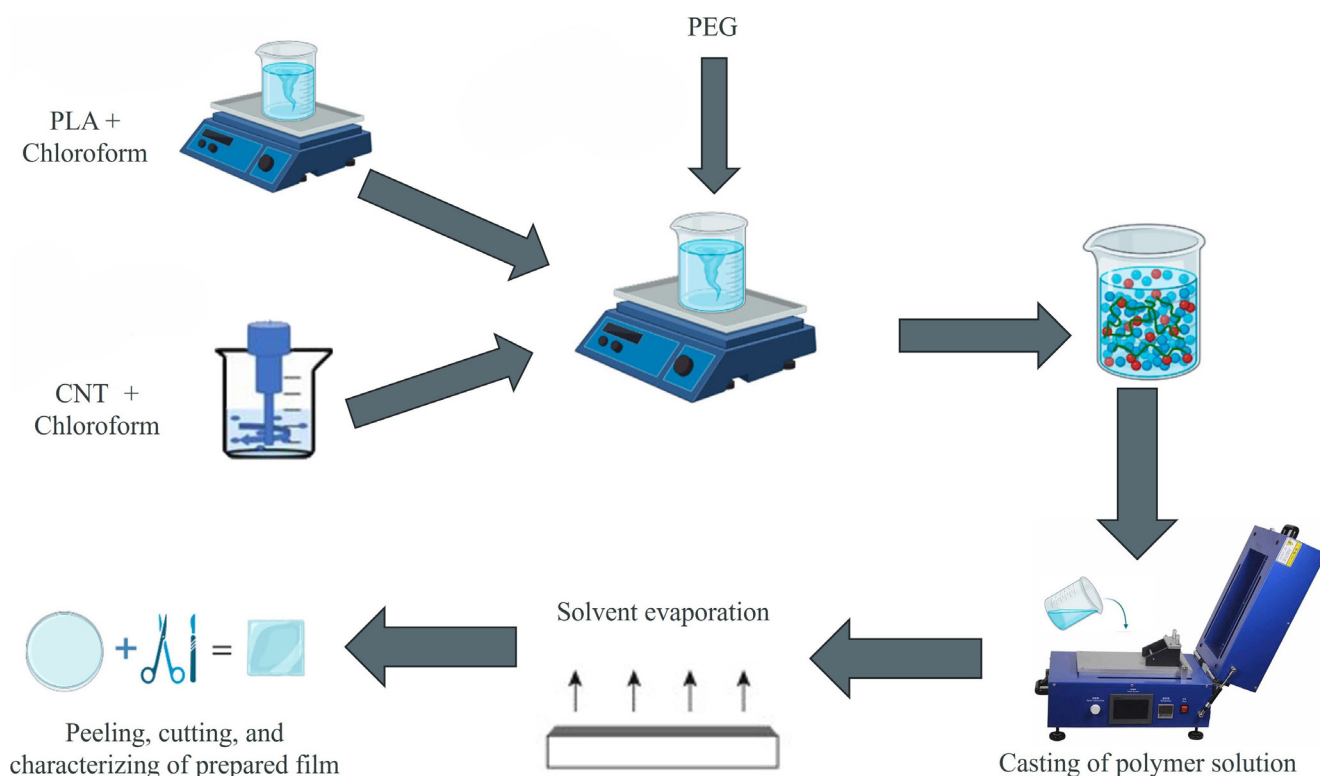 PEG
PLA +
Chloroform
CNT +
Chloroform
Solvent evaporation
Peeling, cutting, and
characterizing of prepared film
Casting of polymer solution